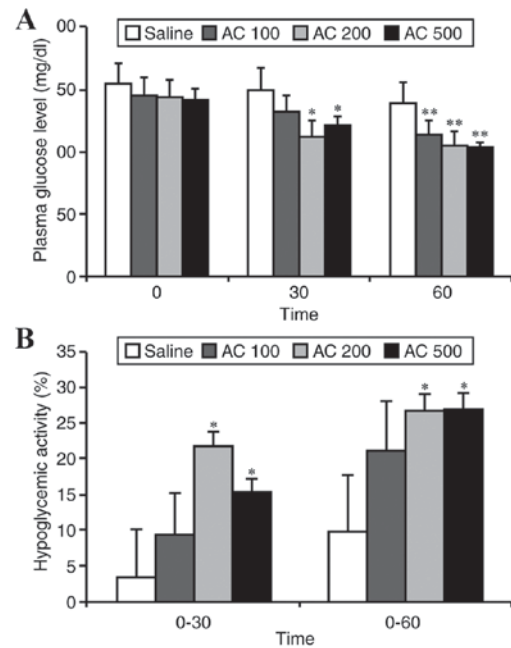 A
Saline AC 100 AC 200 AC 500
Plasma glucose level (mg/dl)
00
50
00
50
0
* *
** ** **
0 30 60
Time
B
Saline AC 100 AC 200 AC 500
Hypoglycemic activity (%)
35
30
25
20
15
10
5
0
* *
* *
0-30 0-60
Time